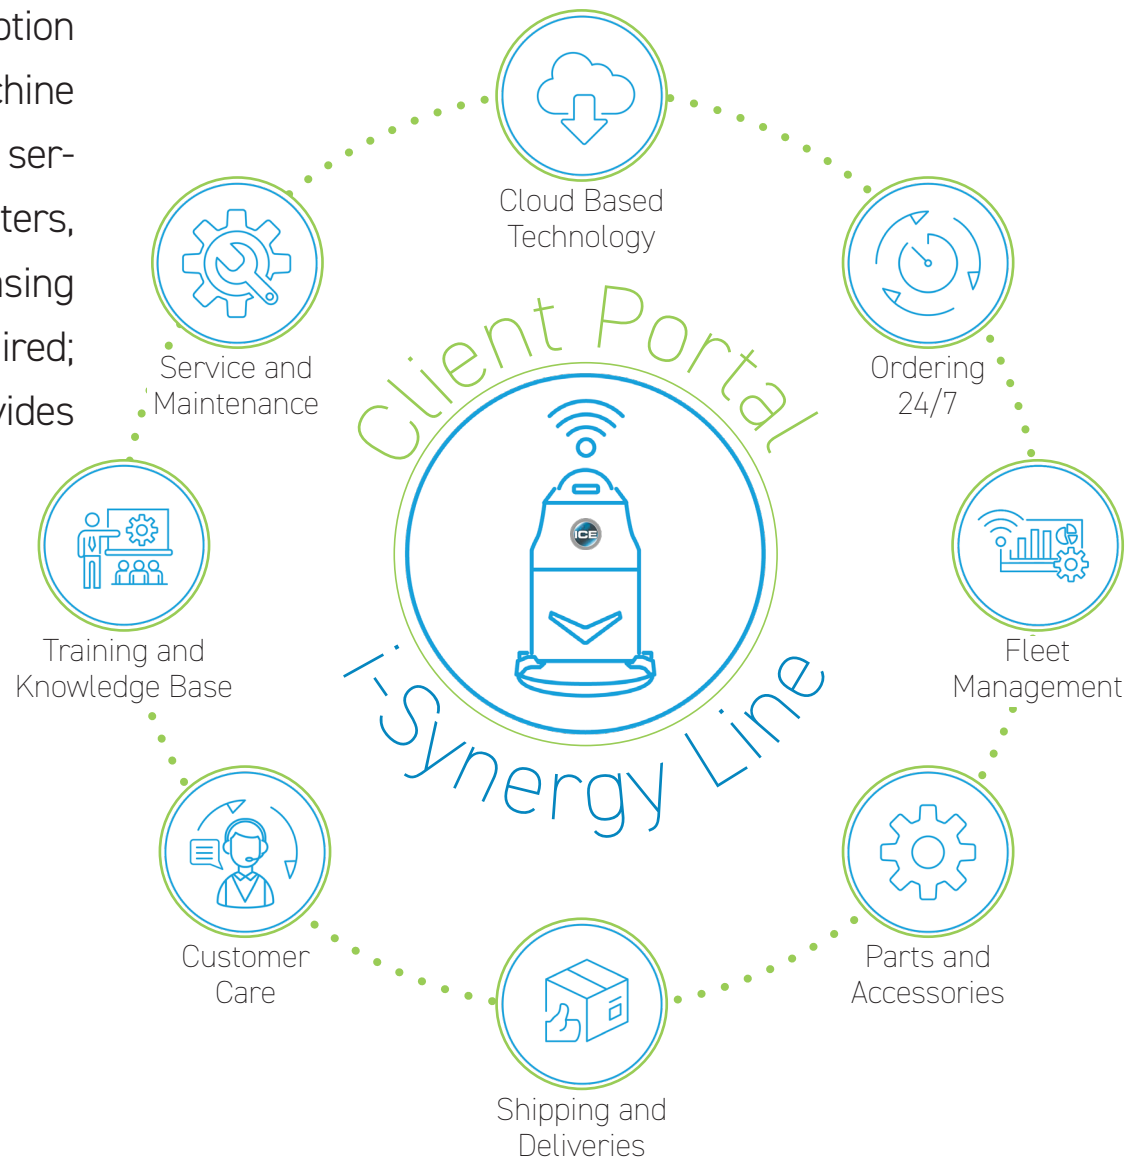 ption
chine
ser-
ters,
asing
ired;
vides
Cloud Based
Technology
Service and
Maintenance
Ordering
24/7
Client Portal
ICE
i-Synergy Line
Training and
Knowledge Base
Fleet
Management
Customer
Care
Parts and
Accessories
Shipping and
Deliveries